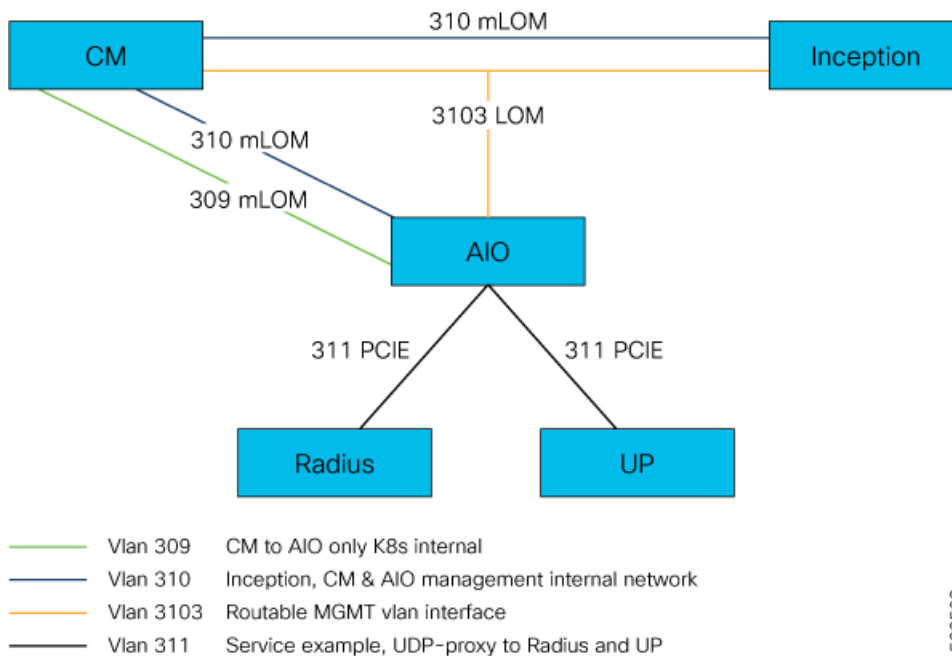 310 mLOM
CM
Inception
3103 LOM
310 mLOM
309 mLOM
AIO
311 PCIE
311 PCIE
Radius
UP
Vlan 309 CM to AIO only K8s internal
Vlan 310 Inception, CM & AIO management internal network
Vlan 3103 Routable MGMT vlan interface
Vlan 311 Service example, UDP-proxy to Radius and UP